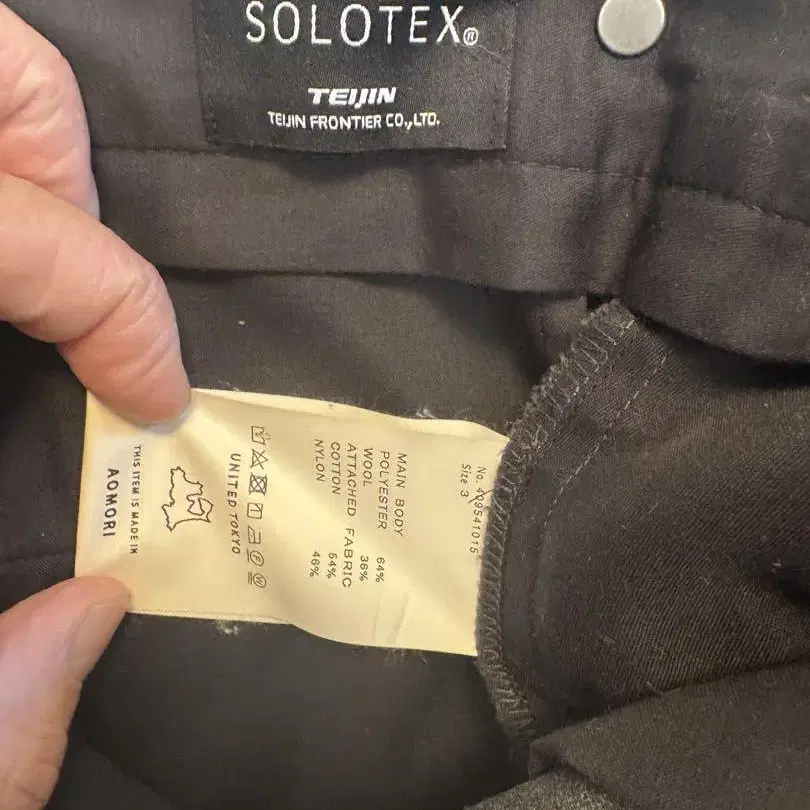 SOLOTEX®
TEIJIN
TEIJIN FRONTIER CO.,LTD.
No. 409541015
Size 3
MAIN BODY
POLYESTER 64%
WOOL 36%
ATTACHED FABRIC
COTTON 54%
NYLON 46%
UNITED TOKYO
THIS ITEM IS MADE IN
AOMORI